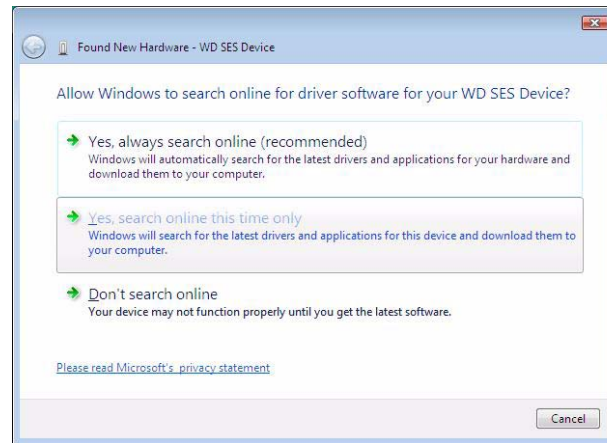 Found New Hardware - WD SES Device
Allow Windows to search online for driver software for your WD SES Device?
Yes, always search online (recommended)
Windows will automatically search for the latest drivers and applications for your hardware and
download them to your computer.
Yes, search online this time only
Windows will search for the latest drivers and applications for this device and download them to
your computer.
Don't search online
Your device may not function properly until you get the latest software.
Please read Microsoft's privacy statement
Cancel